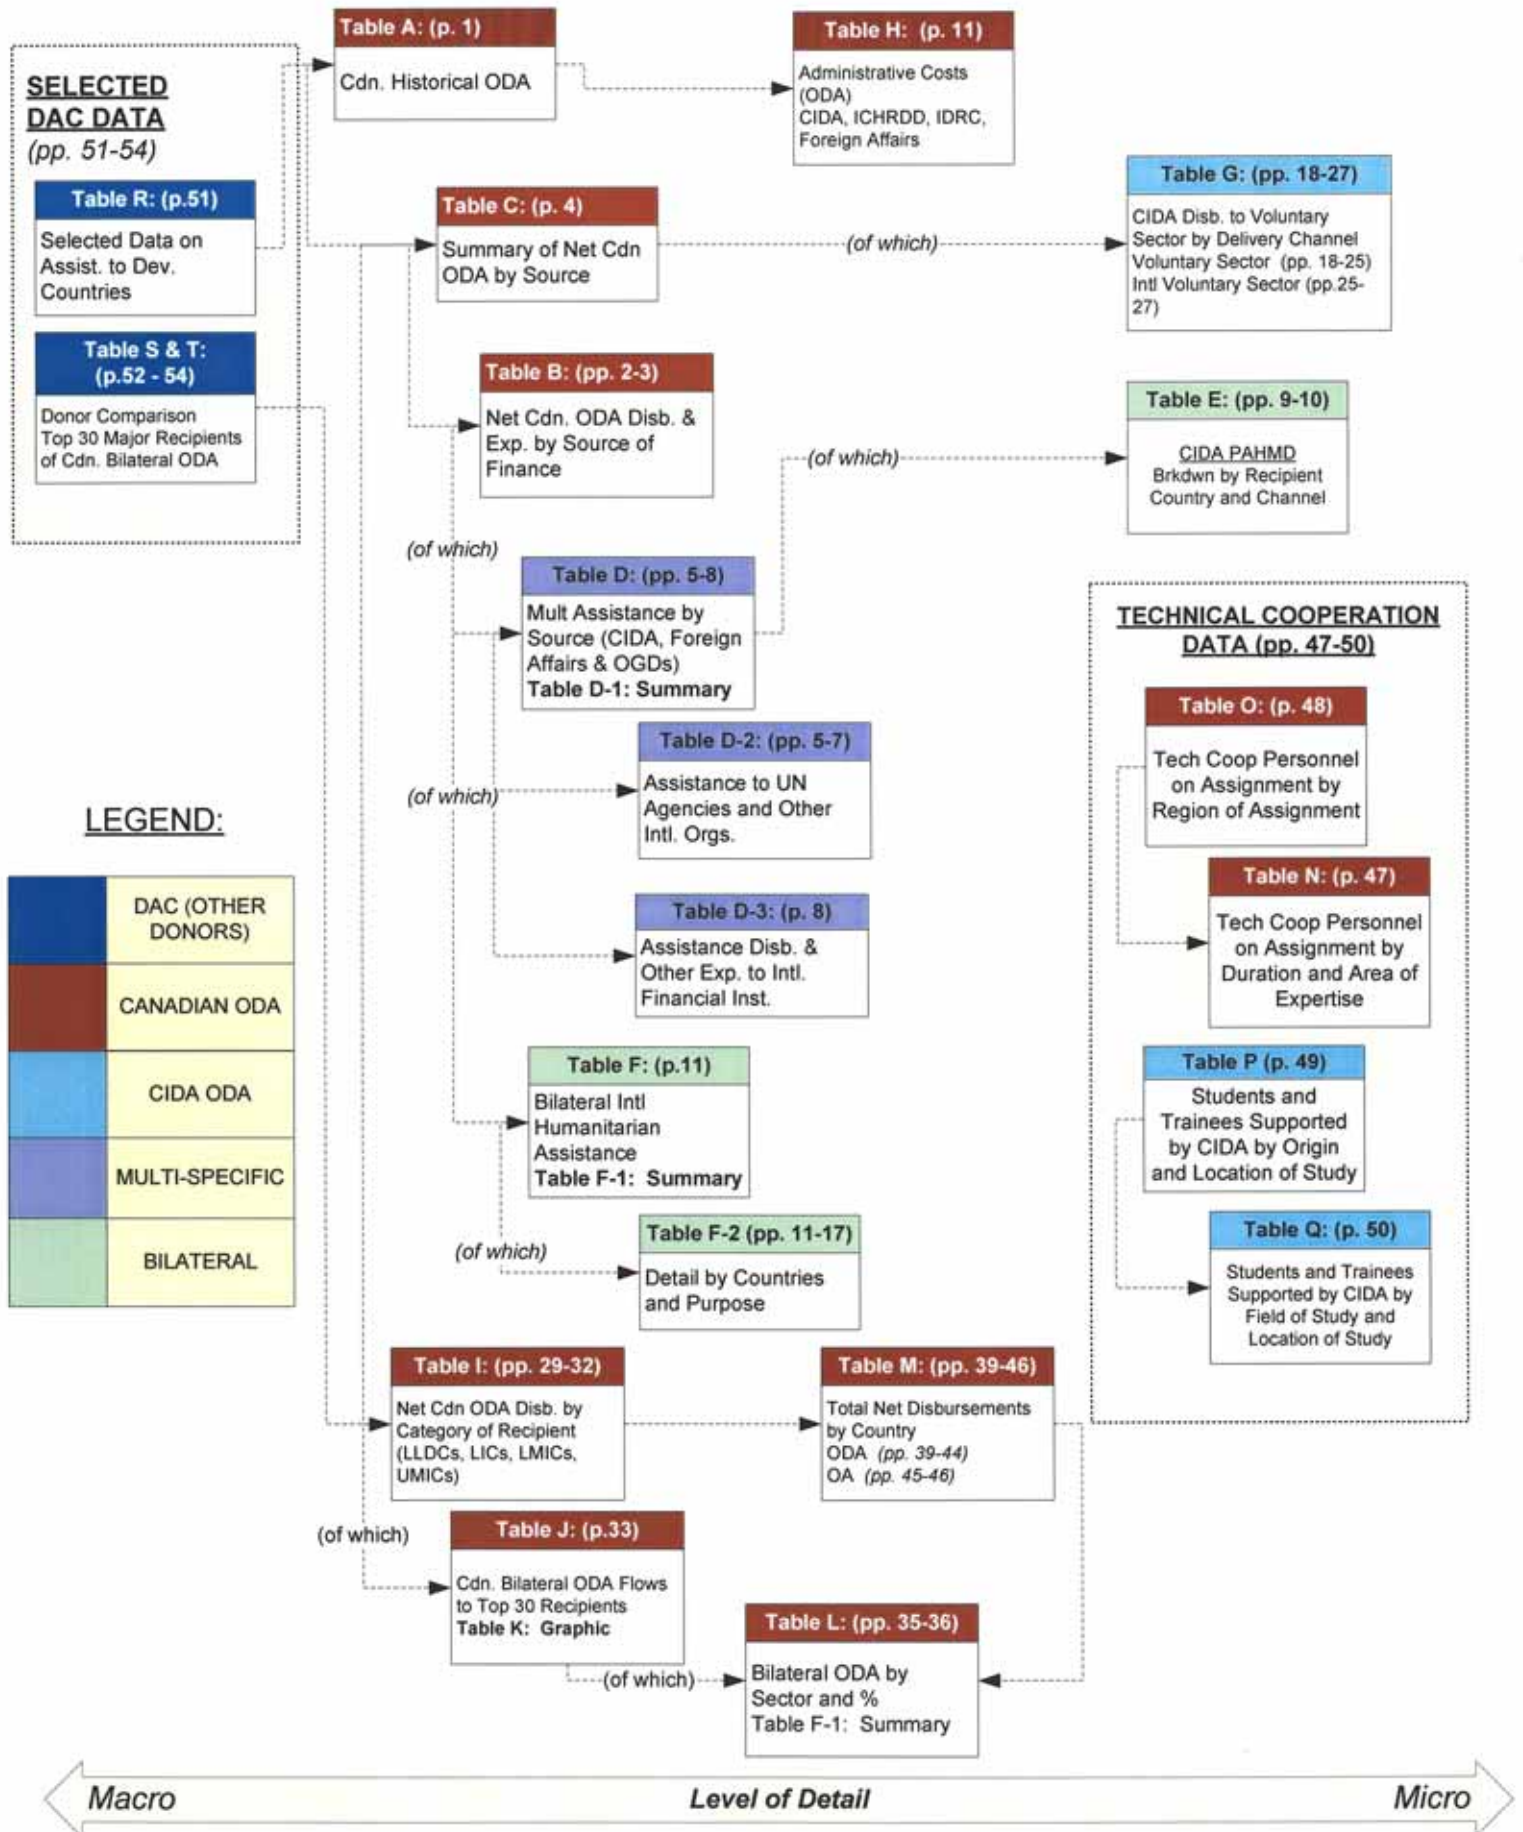 SELECTED
DAC DATA
(pp. 51-54)
Table R: (p.51)
Selected Data on
Assist. to Dev.
Countries
Table S & T:
(p.52 - 54)
Donor Comparison
Top 30 Major Recipients
of Cdn. Bilateral ODA
Table A: (p. 1)
Cdn. Historical ODA
Table H: (p. 11)
Administrative Costs
(ODA)
CIDA, ICHRDD, IDRC,
Foreign Affairs
Table C: (p. 4)
Summary of Net Cdn
ODA by Source
(of which)
Table G: (pp. 18-27)
CIDA Disb. to Voluntary
Sector by Delivery Channel
Voluntary Sector (pp. 18-25)
Intl Voluntary Sector (pp.25-
27)
Table B: (pp. 2-3)
Net Cdn. ODA Disb. &
Exp. by Source of
Finance
(of which)
Table E: (pp. 9-10)
CIDA PAHMD
Brkdwn by Recipient
Country and Channel
(of which)
Table D: (pp. 5-8)
Mult Assistance by
Source (CIDA, Foreign
Affairs & OGDs)
Table D-1: Summary
(of which)
Table D-2: (pp. 5-7)
Assistance to UN
Agencies and Other
Intl. Orgs.
Table D-3: (p. 8)
Assistance Disb. &
Other Exp. to Intl.
Financial Inst.
Table F: (p.11)
Bilateral Intl
Humanitarian
Assistance
Table F-1: Summary
(of which)
Table F-2 (pp. 11-17)
Detail by Countries
and Purpose
TECHNICAL COOPERATION
DATA (pp. 47-50)
Table O: (p. 48)
Tech Coop Personnel
on Assignment by
Region of Assignment
Table N: (p. 47)
Tech Coop Personnel
on Assignment by
Duration and Area of
Expertise
Table P (p. 49)
Students and
Trainees Supported
by CIDA by Origin
and Location of Study
Table Q: (p. 50)
Students and Trainees
Supported by CIDA by
Field of Study and
Location of Study
LEGEND:
DAC (OTHER
DONORS)
CANADIAN ODA
CIDA ODA
MULTI-SPECIFIC
BILATERAL
Table I: (pp. 29-32)
Net Cdn ODA Disb. by
Category of Recipient
(LLDCs, LICs, LMICs,
UMICs)
Table M: (pp. 39-46)
Total Net Disbursements
by Country
ODA (pp. 39-44)
OA (pp. 45-46)
(of which)
Table J: (p.33)
Cdn. Bilateral ODA Flows
to Top 30 Recipients
Table K: Graphic
(of which)
Table L: (pp. 35-36)
Bilateral ODA by
Sector and %
Table F-1: Summary
Macro
Level of Detail
Micro